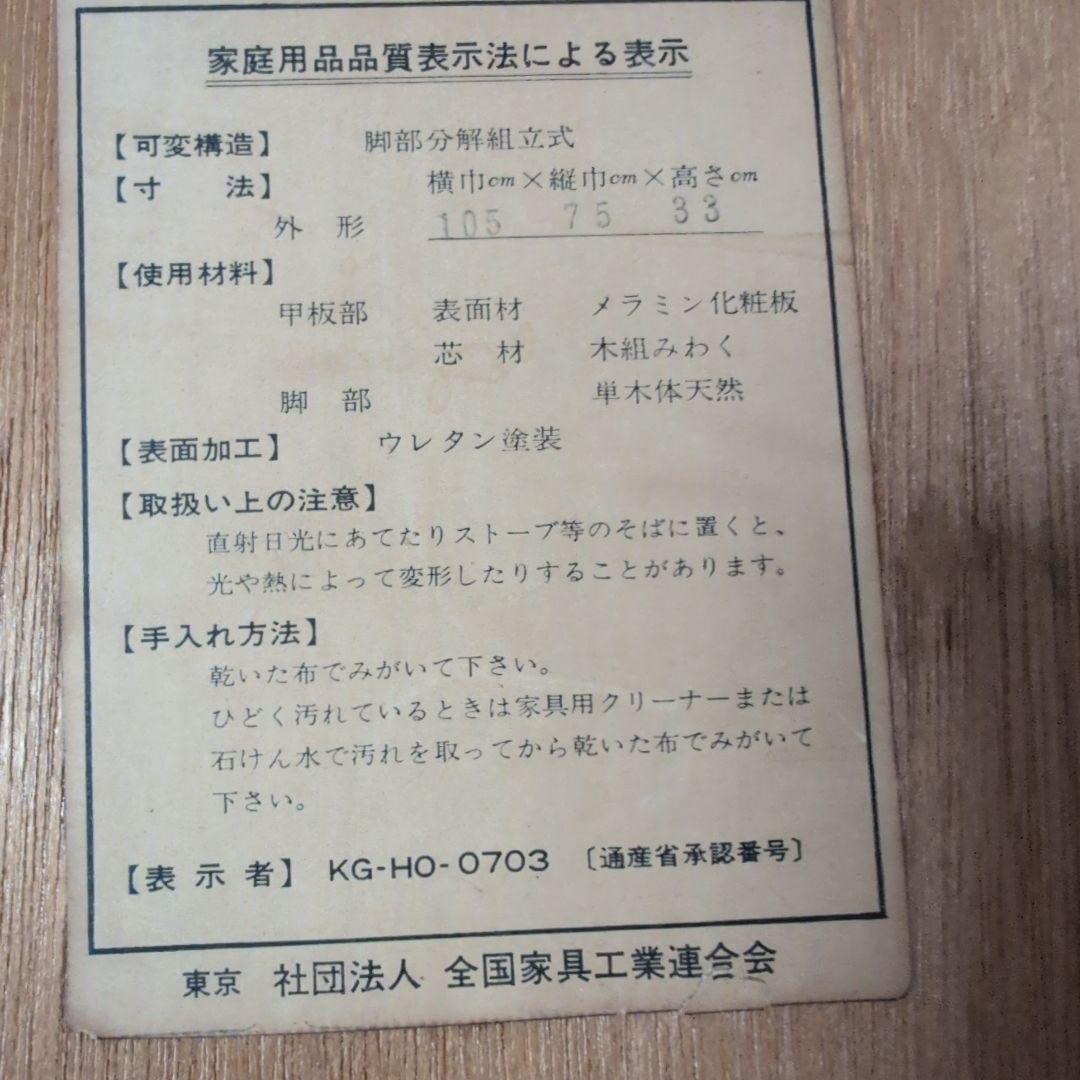 家庭用品品質表示法による表示
【可変構造】 脚部分解組立式
【寸 法】 横巾cm×縦巾cm×高さcm
外 形 105 75 33
【使用材料】
甲板部 表面材 メラミン化粧板
芯 材 木組みわく
脚 部 単木体天然
【表面加工】 ウレタン塗装
【取扱い上の注意】
直射日光にあてたりストーブ等のそばに置くと、
光や熱によって変形したりすることがあります。
【手入れ方法】
乾いた布でみがいて下さい。
ひどく汚れているときは家具用クリーナーまたは
石けん水で汚れを取ってから乾いた布でみがいて
下さい。
【表 示 者】 KG-HO-0703 〔通産省承認番号〕
東京 社団法人 全国家具工業連合会